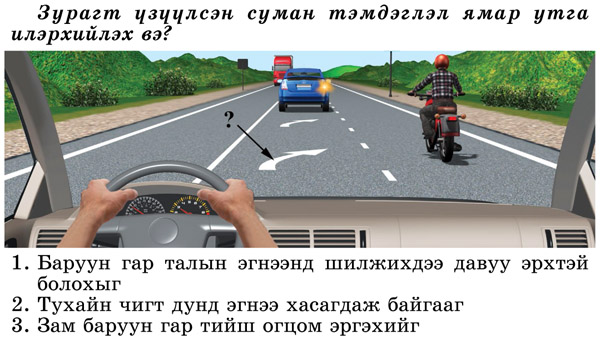 Зурагт үзүүлсэн суман тэмдэглэл ямар утга
илэрхийлэх вэ?
?
1. Баруун гар талын эгнээнд шилжихдээ давуу эрхтэй
болохыг
2. Тухайн чигт дунд эгнээ хасагдаж байгааг
3. Зам баруун гар тийш огцом эргэхийг